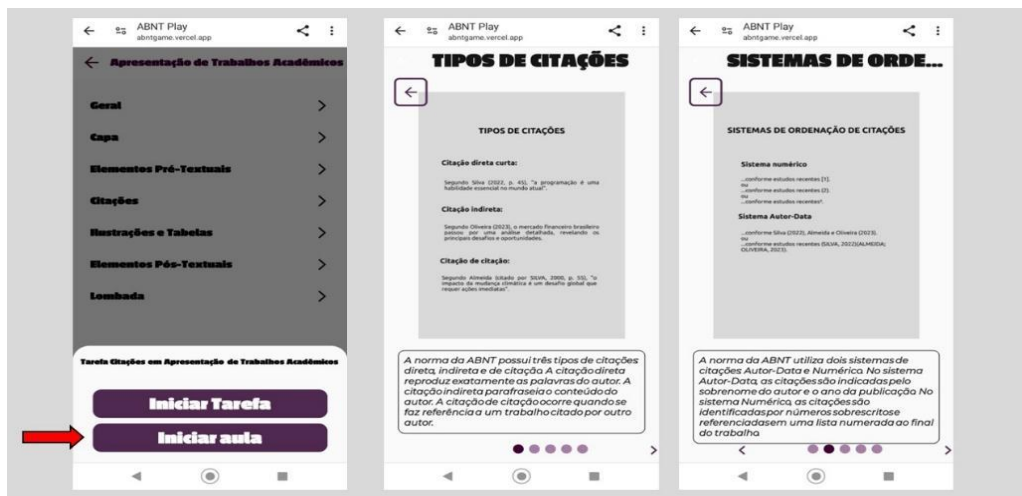 ABNT Play
abntgame.vercel.app
Apresentação de Trabalhos Acadêmicos
Geral
Capa
Elementos Pré-Textuais
Citações
Ilustrações e Tabelas
Elementos Pós-Textuais
Lombada
Tarefa Citações em Apresentação de Trabalhos Acadêmicos
Iniciar Tarefa
Iniciar aula
ABNT Play
abntgame.vercel.app
TIPOS DE CITAÇÕES
TIPOS DE CITAÇÕES
Citação direta curta:
Segundo Silva (2022, p. 45), "a programação é uma
habilidade essencial no mundo atual".
Citação indireta:
Segundo Oliveira (2023), o mercado financeiro brasileiro
passou por uma análise detalhada, revelando os
principais desafios e oportunidades.
Citação de citação:
Segundo Almeida (citado por SILVA, 2000, p. 55), "o
impacto da mudança climática é um desafio global que
requer ações imediatas".
A norma da ABNT possui três tipos de citações
direta, indireta e de citação. A citação direta
reproduz exatamente as palavras do autor. A
citação indireta parafraseia o conteúdo do
autor. A citação de citação ocorre quando se
faz referência a um trabalho citado por outro
autor.
ABNT Play
abntgame.vercel.app
SISTEMAS DE ORDE...
SISTEMAS DE ORDENAÇÃO DE CITAÇÕES
Sistema numérico
...conforme estudos recentes [1].
ou
...conforme estudos recentes (2).
ou
...conforme estudos recentes³.
Sistema Autor-Data
...conforme Silva (2022), Almeida e Oliveira (2023).
ou
...conforme estudos recentes (SILVA, 2022)(ALMEIDA;
OLIVEIRA, 2023).
A norma da ABNT utiliza dois sistemas de
citações Autor-Data e Numérica. No sistema
Autor-Data, as citações são indicadas pelo
sobrenome do autor e o ano da publicação. No
sistema Numérica, as citações são
identificadas por números sobrescritos e
referenciadas em uma lista numerada ao final
do trabalho.